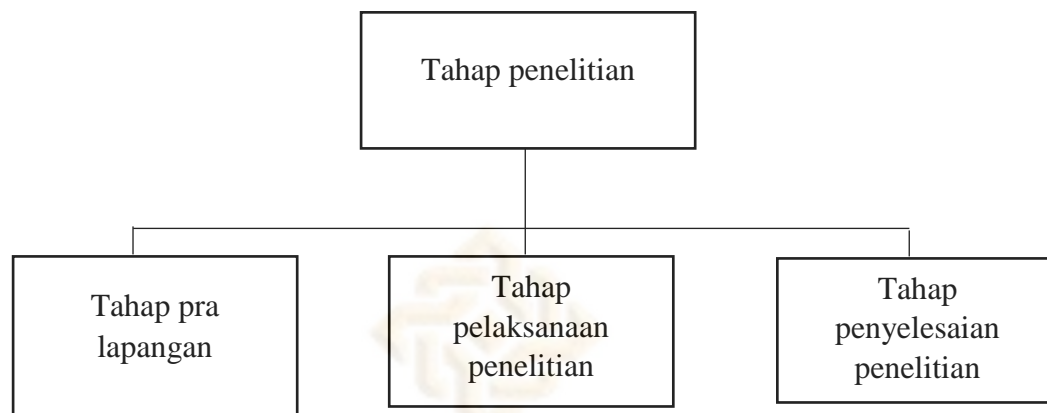 Tahap penelitian
Tahap pra
lapangan
Tahap
pelaksanaan
penelitian
Tahap
penyelesaian
penelitian